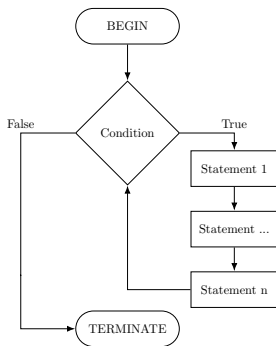 BEGIN
False
Condition
True
Statement 1
Statement ...
Statement n
TERMINATE